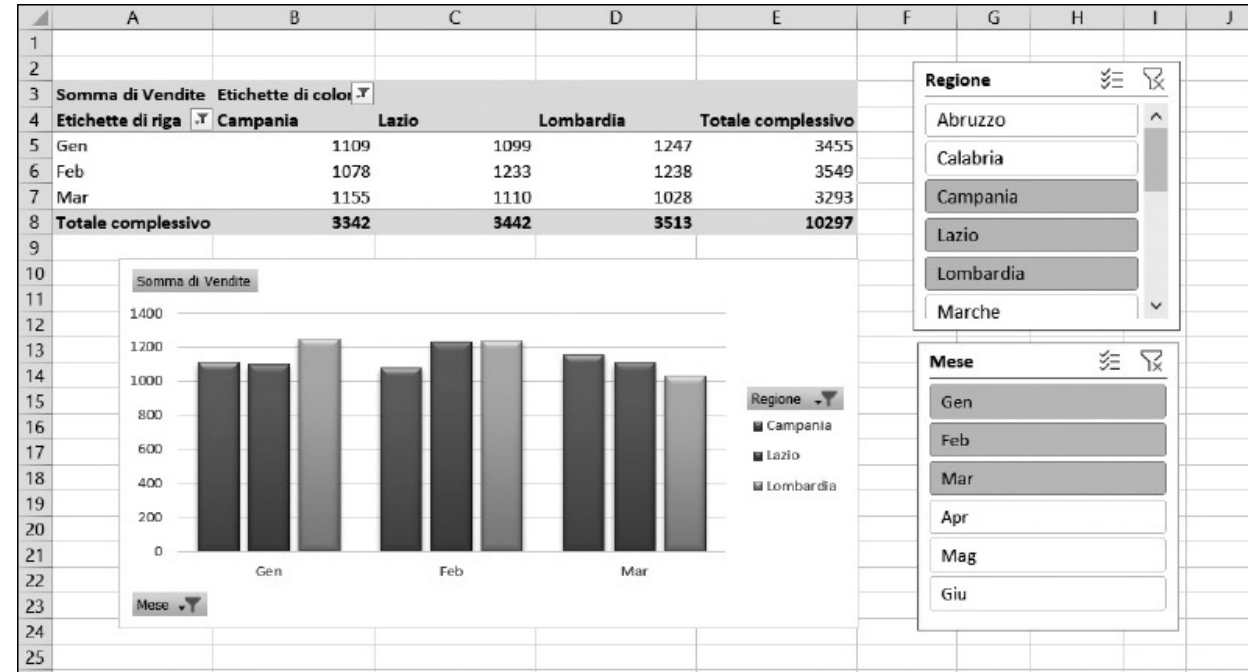 A B C D E F G H I J
1
2
3 Somma di Vendite Etichette di color
4 Etichette di riga Campania Lazio Lombardia Totale complessivo
5 Gen 1109 1099 1247 3455
6 Feb 1078 1233 1238 3549
7 Mar 1155 1110 1028 3293
8 Totale complessivo 3342 3442 3513 10297
9
10
11
12
13
14
15
16
17
18
19
20
21
22
23
24
25
Somma di Vendite
1400
1200
1000
800
600
400
200
0
Gen Feb Mar
Mese
Regione
Campania
Lazio
Lombardia
Regione
Abruzzo
Calabria
Campania
Lazio
Lombardia
Marche
Mese
Gen
Feb
Mar
Apr
Mag
Giu